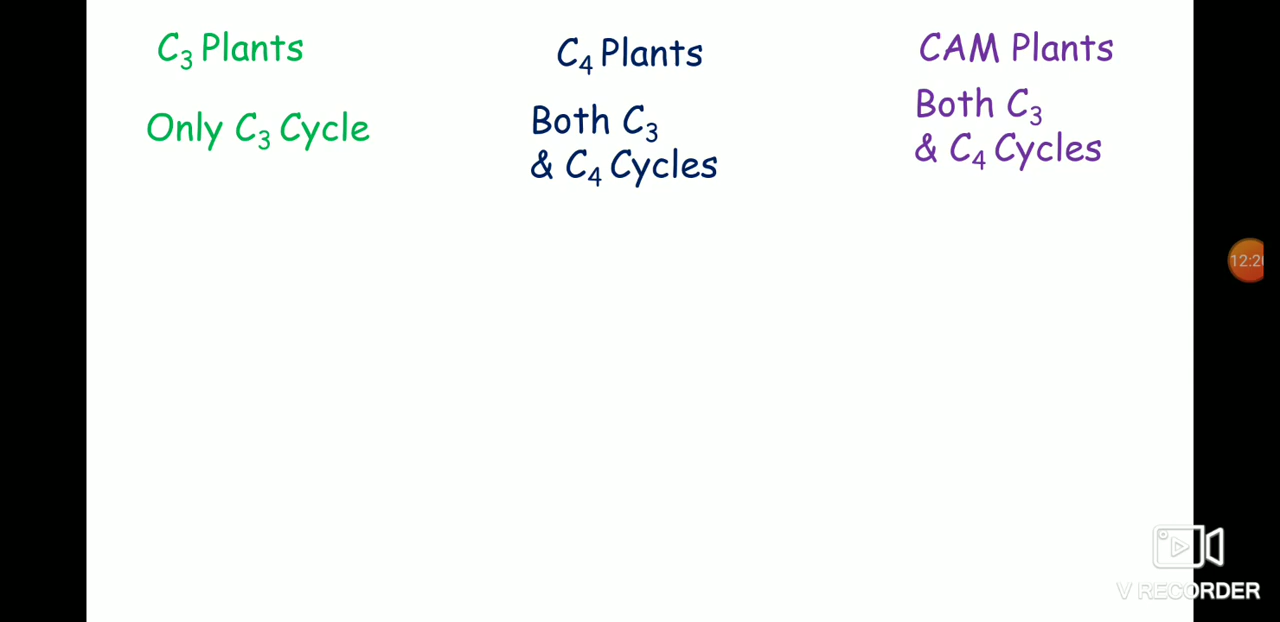 C3 Plants
Only C3 Cycle
C4 Plants
Both C3
& C4 Cycles
CAM Plants
Both C3
& C4 Cycles
12:20
V RECORDER